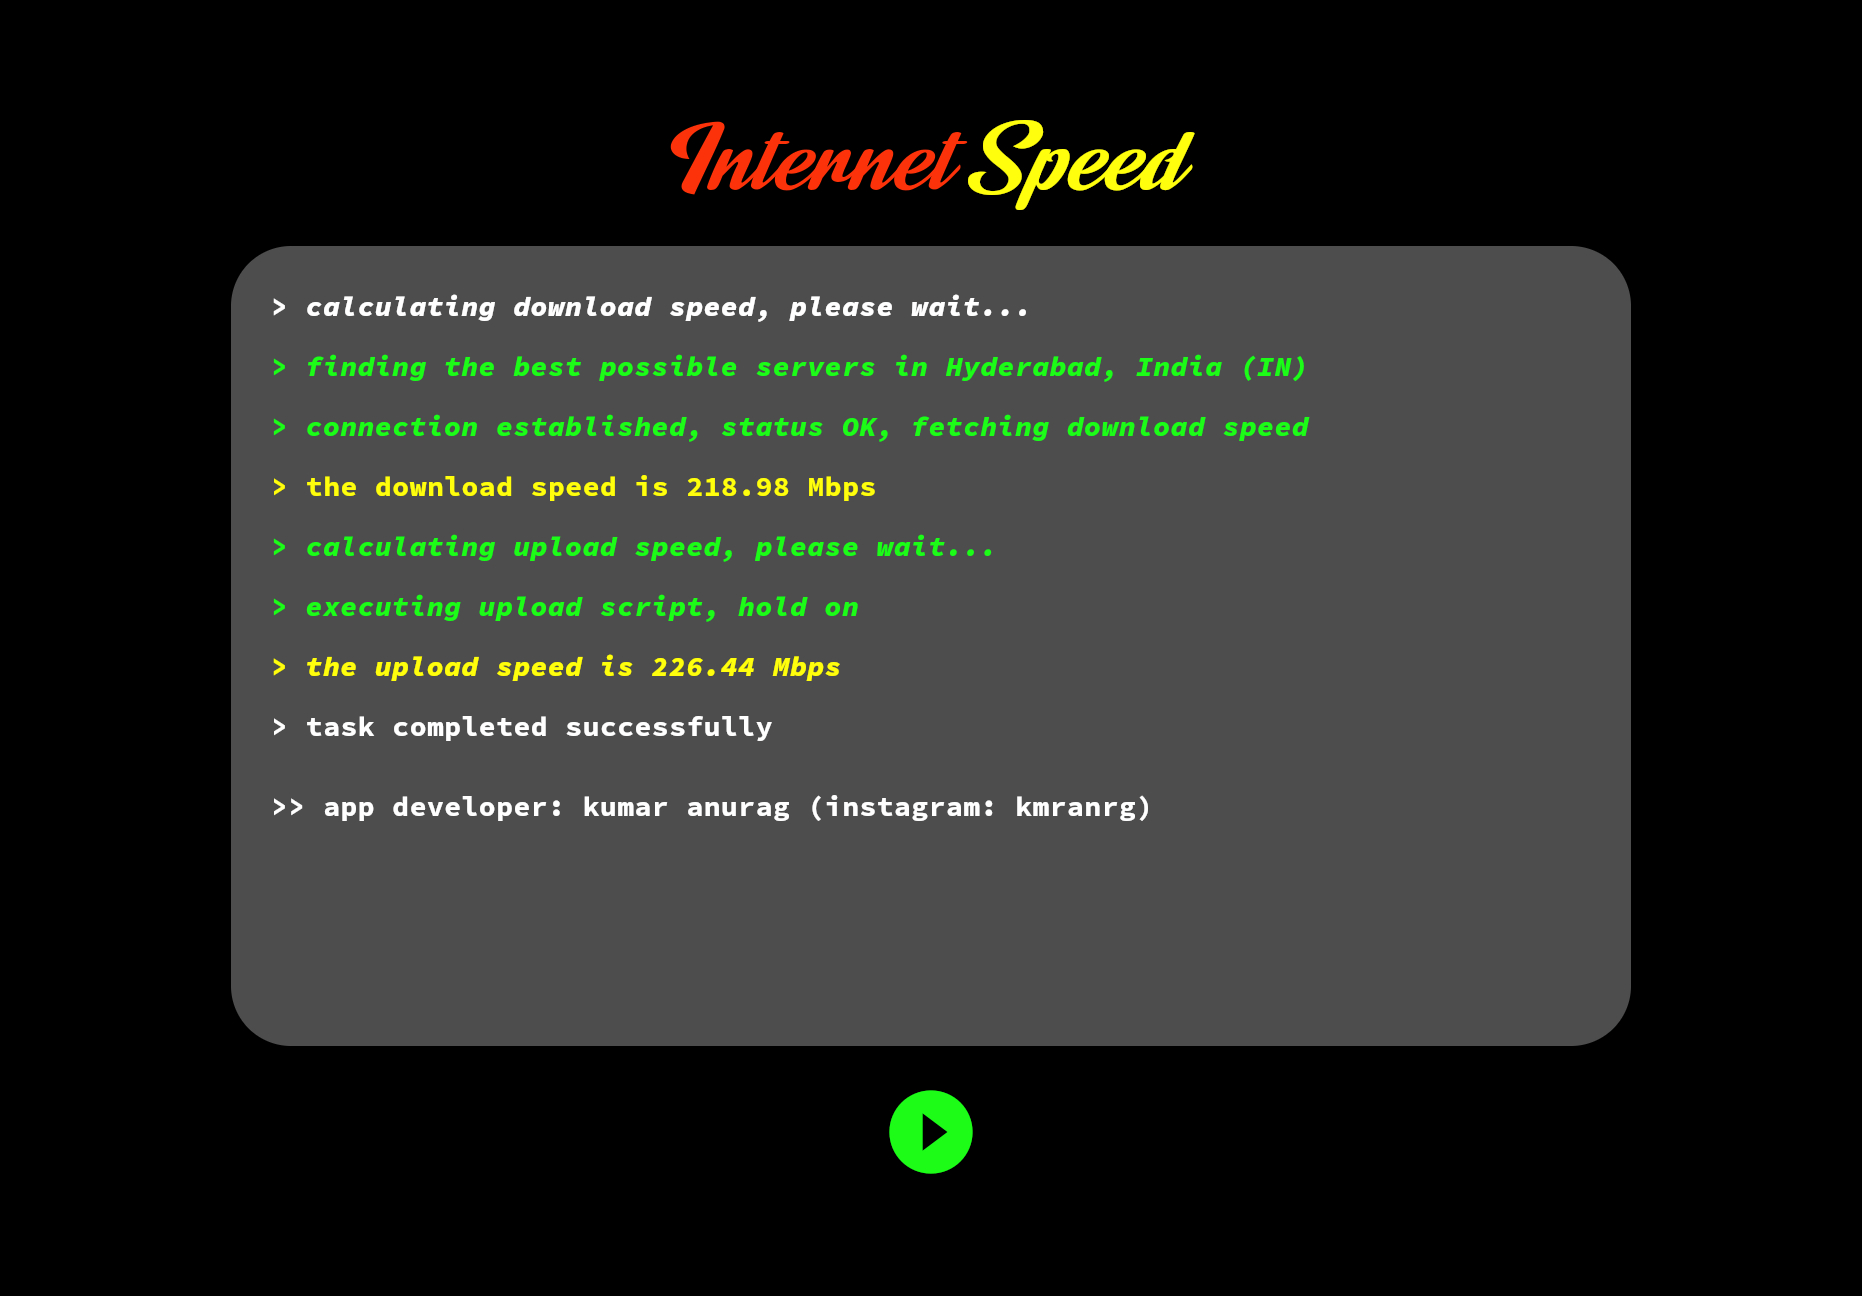 Internet Speed
> calculating download speed, please wait...
> finding the best possible servers in Hyderabad, India (IN)
> connection established, status OK, fetching download speed
> the download speed is 218.98 Mbps
> calculating upload speed, please wait...
> executing upload script, hold on
> the upload speed is 226.44 Mbps
> task completed successfully
>> app developer: kumar anurag (instagram: kmranrg)